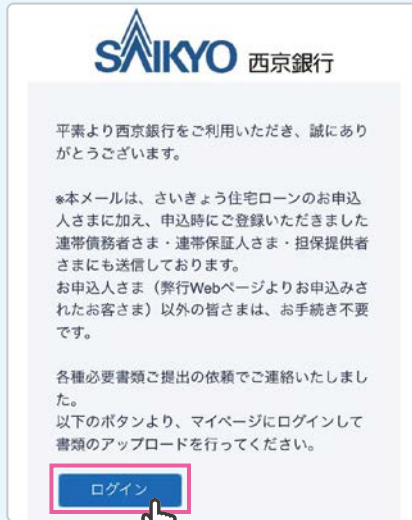 SAIKYO 西京銀行
平素より西京銀行をご利用いただき、誠にあり
がとうございます。
※本メールは、さいきょう住宅ローンのお申込
人さまに加え、申込時にご登録いただきました
連帯債務者さま・連帯保証人さま・担保提供者
さまにも送信しております。
お申込人さま（弊行Webページよりお申込みさ
れたお客さま）以外の皆さまは、お手続き不要
です。
各種必要書類ご提出の依頼でご連絡いたしまし
た。
以下のボタンより、マイページにログインして
書類のアップロードを行ってください。
ログイン